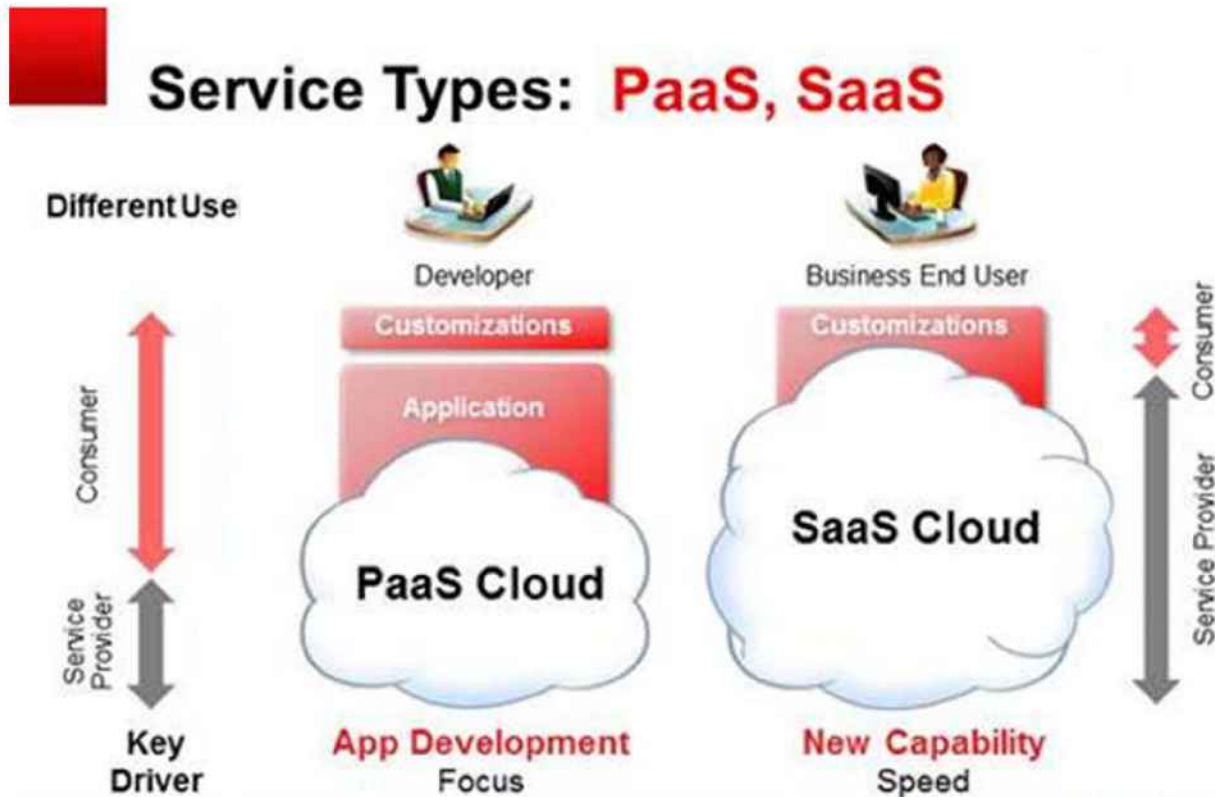 Service Types: PaaS, SaaS
Different Use
Developer
Business End User
Customizations
Customizations
Application
Consumer
Consumer
PaaS Cloud
SaaS Cloud
Service
Provider
Service Provider
Key
Driver
App Development
Focus
New Capability
Speed